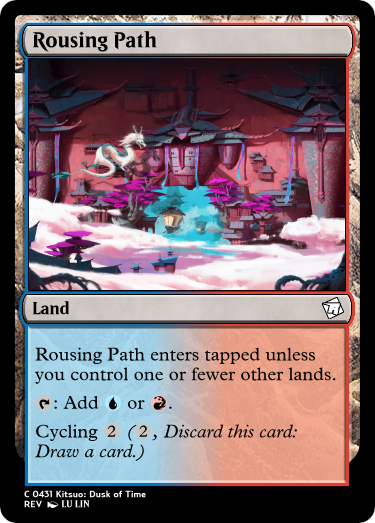 Rousing Path
Land
Rousing Path enters tapped unless
you control one or fewer other lands.
: Add or .
Cycling 2 (2, Discard this card:
Draw a card.)
C 0431 Kitsuo: Dusk of Time
REV LU LIN